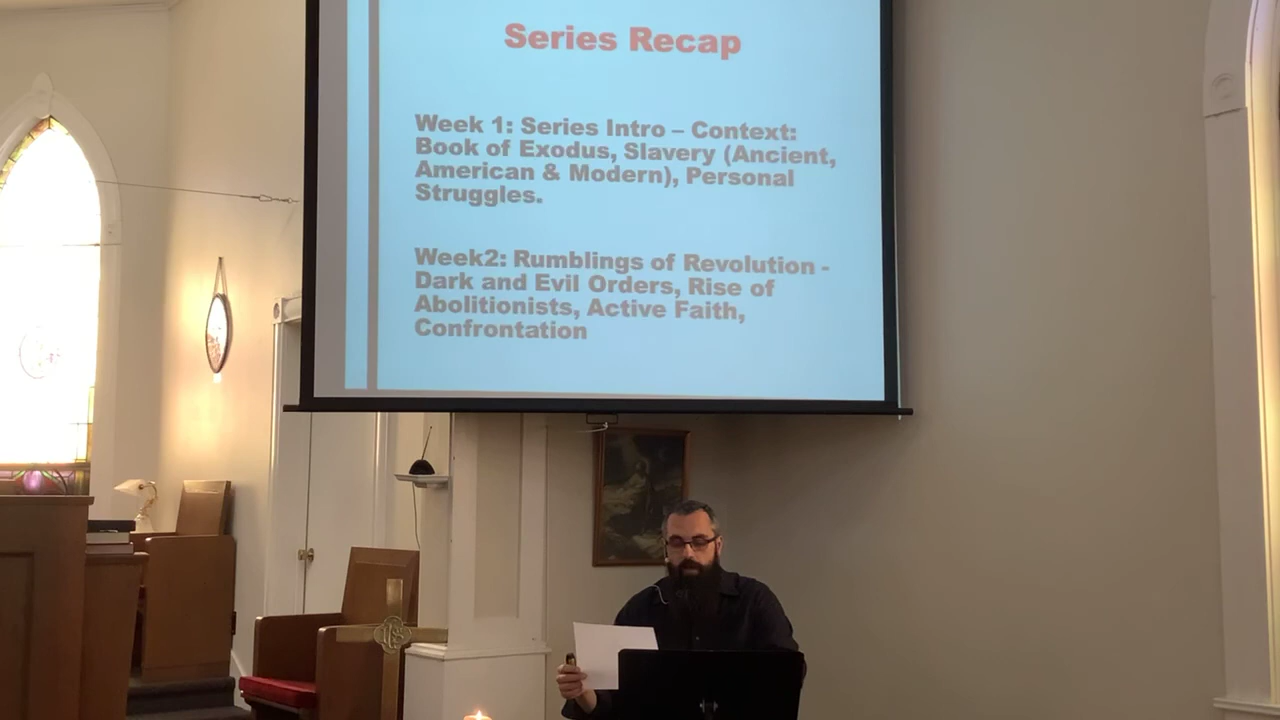 Series Recap
Week 1: Series Intro – Context:
Book of Exodus, Slavery (Ancient,
American & Modern), Personal
Struggles.
Week2: Rumblings of Revolution -
Dark and Evil Orders, Rise of
Abolitionists, Active Faith,
Confrontation
IHS